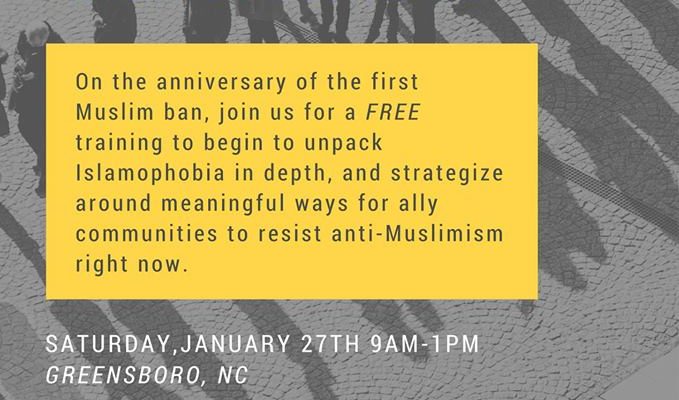 On the anniversary of the first
Muslim ban, join us for a FREE
training to begin to unpack
Islamophobia in depth, and strategize
around meaningful ways for ally
communities to resist anti-Muslimism
right now.
SATURDAY,JANUARY 27TH 9AM-1PM
GREENSBORO, NC